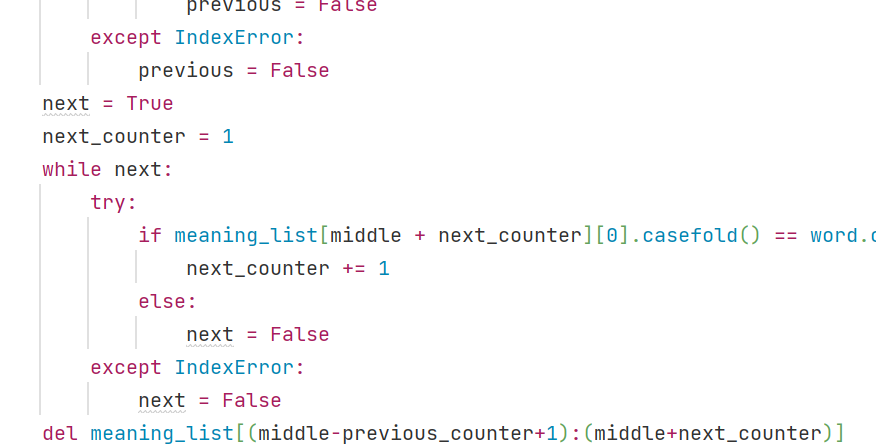 previous = False
except IndexError:
previous = False
next = True
next_counter = 1
while next:
try:
if meaning_list[middle + next_counter][0].casefold() == word.
next_counter += 1
else:
next = False
except IndexError:
next = False
del meaning_list[(middle-previous_counter+1):(middle+next_counter)]